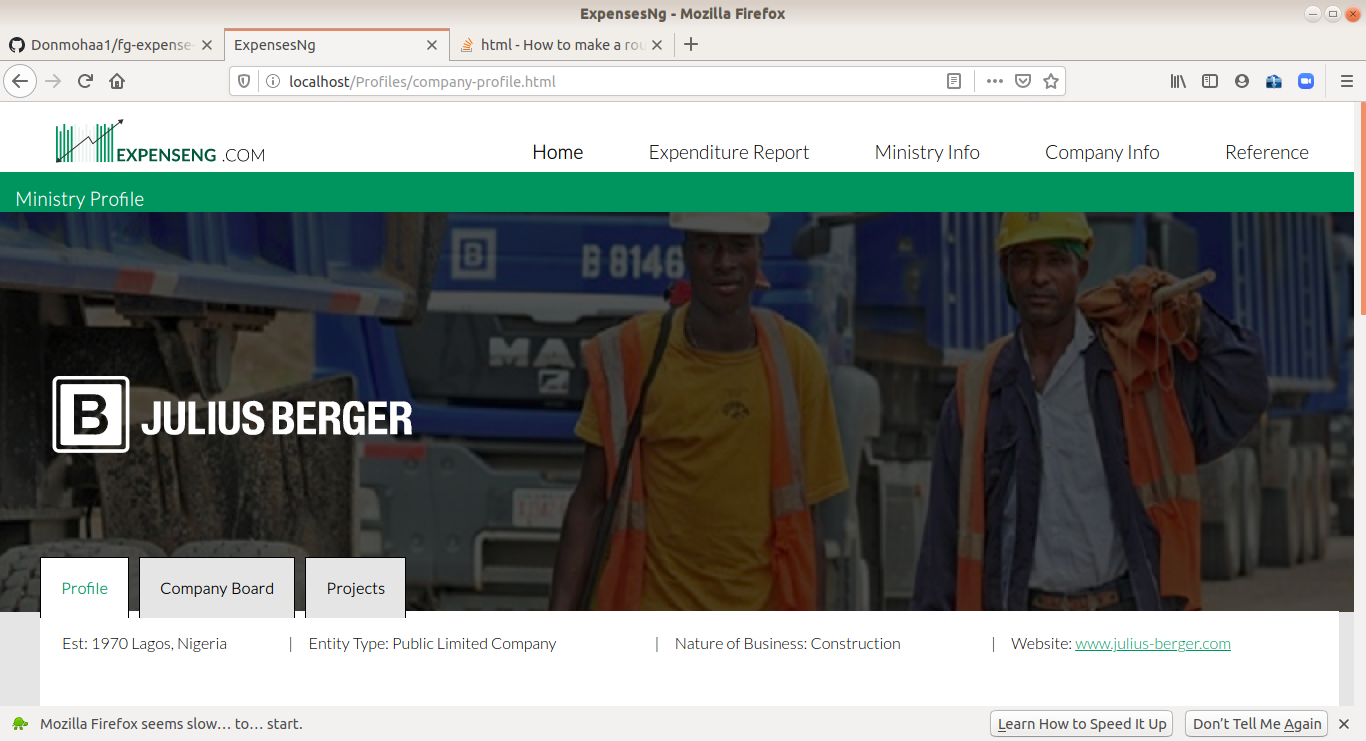 ExpensesNg - Mozilla Firefox
Donmohaa1/fg-expense-
ExpensesNg
html - How to make a rou
localhost/Profiles/company-profile.html
EXPENSENG .COM
Home
Expenditure Report
Ministry Info
Company Info
Reference
Ministry Profile
B
B 8146
B JULIUS BERGER
Profile
Company Board
Projects
Est: 1970 Lagos, Nigeria
|
Entity Type: Public Limited Company
|
Nature of Business: Construction
|
Website: www.julius-berger.com
Mozilla Firefox seems slow… to… start.
Learn How to Speed It Up
Don't Tell Me Again